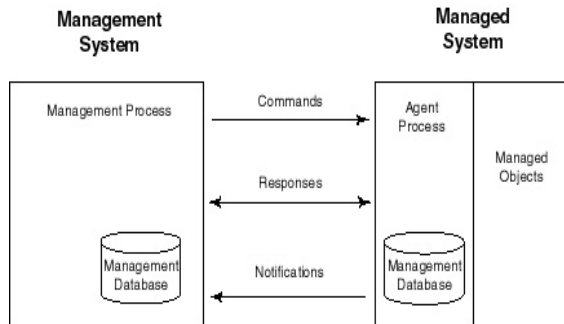 Management
System
Managed
System
Management Process
Commands
Agent
Process
Managed
Objects
Responses
Management
Database
Notifications
Management
Database